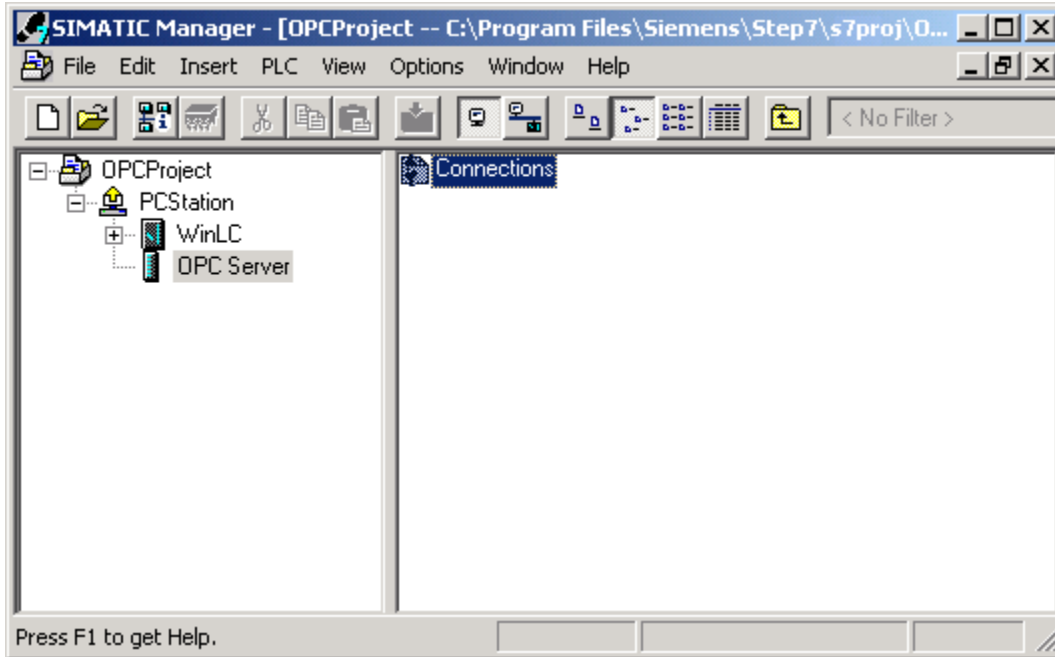 SIMATIC Manager - [OPCProject -- C:\Program Files\Siemens\Step7\s7proj\O...
File Edit Insert PLC View Options Window Help
< No Filter >
OPCProject
PCStation
WinLC
OPC Server
Connections
Press F1 to get Help.